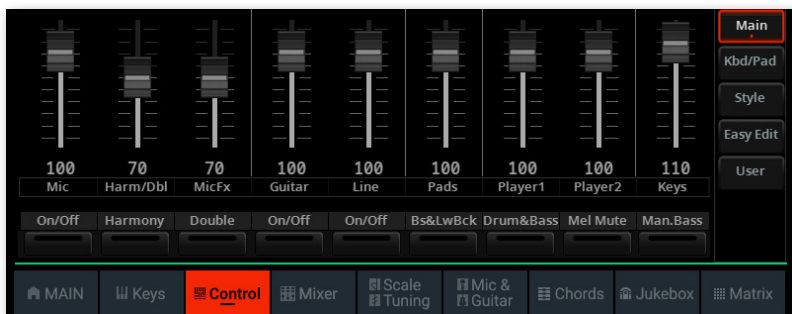 Main
Kbd/Pad
Style
Easy Edit
User
100 70 70 100 100 100 100 100 110
Mic Harm/Dbl MicFx Guitar Line Pads Player1 Player2 Keys
On/Off Harmony Double On/Off On/Off Bs&LwBck Drum&Bass Mel Mute Man.Bass
MAIN Keys Control Mixer Scale Tuning Mic & Guitar Chords Jukebox Matrix